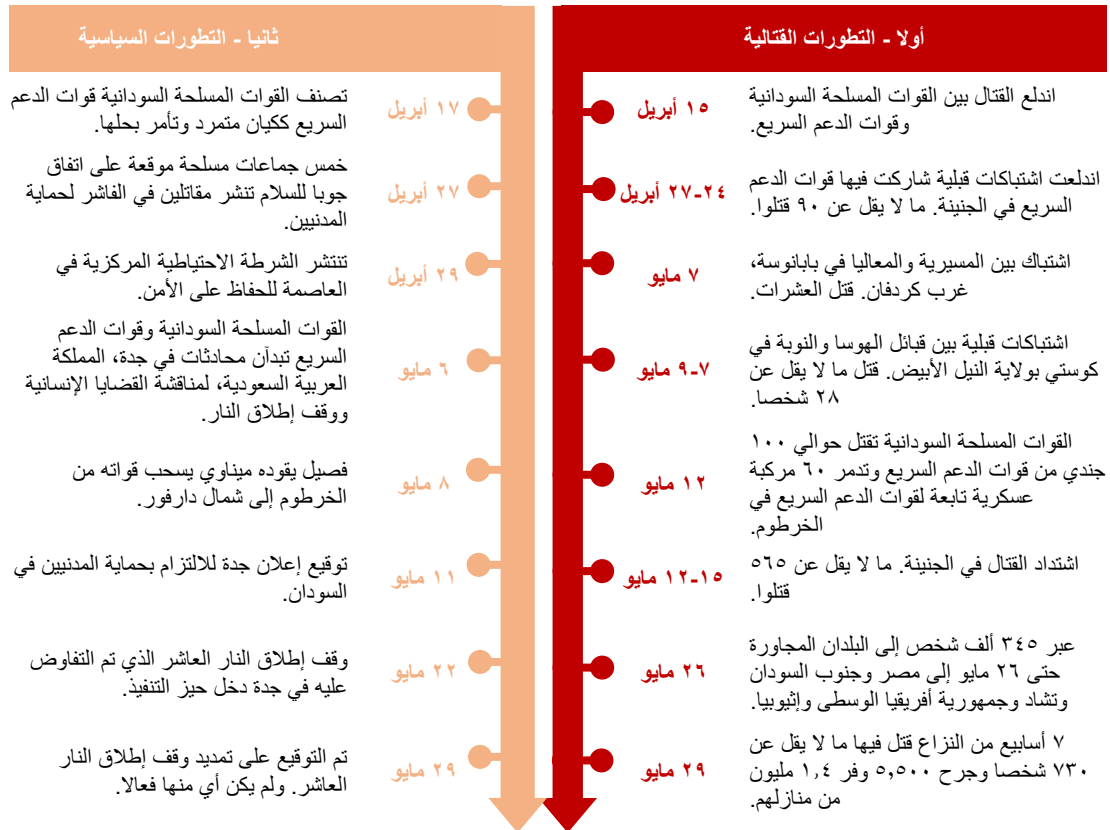 أولا - التطورات القتالية
١٥ أبريل
اندلع القتال بين القوات المسلحة السودانية
وقوات الدعم السريع.
٢٤-٢٧ أبريل
اندلعت اشتباكات قبلية شاركت فيها قوات الدعم
السريع في الجنينة. ما لا يقل عن ٩٠ قتلوا.
٧ مايو
اشتباك بين المسيرية والمعاليا في بابانوسة،
غرب كردفان. قتل العشرات.
٧-٩ مايو
اشتباكات قبلية بين قبائل الهوسا والنوبة في
كوستي بولاية النيل الأبيض. قتل ما لا يقل عن
٢٨ شخصا.
١٢ مايو
القوات المسلحة السودانية تقتل حوالي ١٠٠
جندي من قوات الدعم السريع وتدمر ٦٠ مركبة
عسكرية تابعة لقوات الدعم السريع في
الخرطوم.
١٢-١٥ مايو
اشتداد القتال في الجنينة. ما لا يقل عن ٥٦٥
قتلوا.
٢٦ مايو
عبر ٣٤٥ ألف شخص إلى البلدان المجاورة
حتى ٢٦ مايو إلى مصر وجنوب السودان
وتشاد وجمهورية أفريقيا الوسطى وإثيوبيا.
٢٩ مايو
٧ أسابيع من النزاع قتل فيها ما لا يقل عن
٧٣٠ شخصا وجرح ٥,٥٠٠ وفر ١,٤ مليون
من منازلهم.
ثانيا - التطورات السياسية
١٧ أبريل
تصنف القوات المسلحة السودانية قوات الدعم
السريع ككيان متمرد وتأمر بحلها.
٢٧ أبريل
خمس جماعات مسلحة موقعة على اتفاق
جوبا للسلام تنشر مقاتلين في الفاشر لحماية
المدنيين.
٢٩ أبريل
تنتشر الشرطة الاحتياطية المركزية في
العاصمة للحفاظ على الأمن.
٦ مايو
القوات المسلحة السودانية وقوات الدعم
السريع تبدآن محادثات في جدة، المملكة
العربية السعودية، لمناقشة القضايا الإنسانية
ووقف إطلاق النار.
٨ مايو
فصيل يقوده ميناوي يسحب قواته من
الخرطوم إلى شمال دارفور.
١١ مايو
توقيع إعلان جدة للالتزام بحماية المدنيين في
السودان.
٢٢ مايو
وقف إطلاق النار العاشر الذي تم التفاوض
عليه في جدة دخل حيز التنفيذ.
٢٩ مايو
تم التوقيع على تمديد وقف إطلاق النار
العاشر. ولم يكن أي منها فعالا.